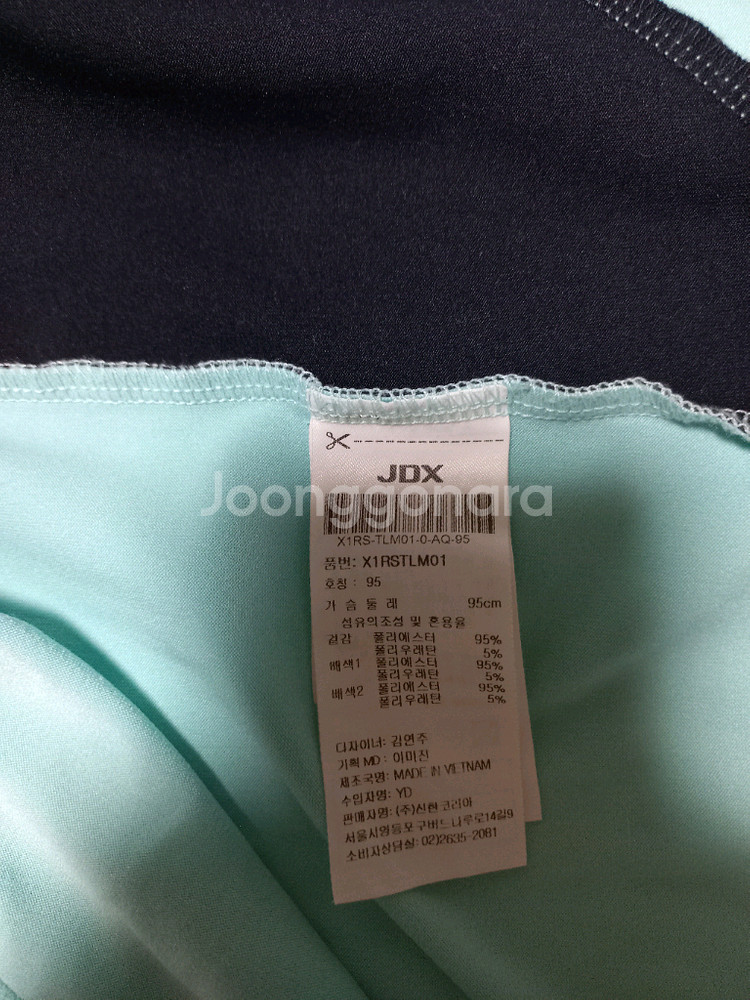 JDX
Joonggonara
X1RS-TLM01-0-AQ-95
품번: X1RSTLM01
호칭 : 95
가 슴 둘 레 95cm
섬유의조성 및 혼용율
겉감 폴리에스터 95%
폴리우레탄 5%
배색1 폴리에스터 95%
폴리우레탄 5%
배색2 폴리에스터 95%
폴리우레탄 5%
디자이너: 김연주
기획 MD : 이미진
제조국명: MADE IN VIETNAM
수입자명: YD
판매자명: (주)신한 코리아
서울시영등포구버드나루로14길9
소비자상담실: 02)2635-2081